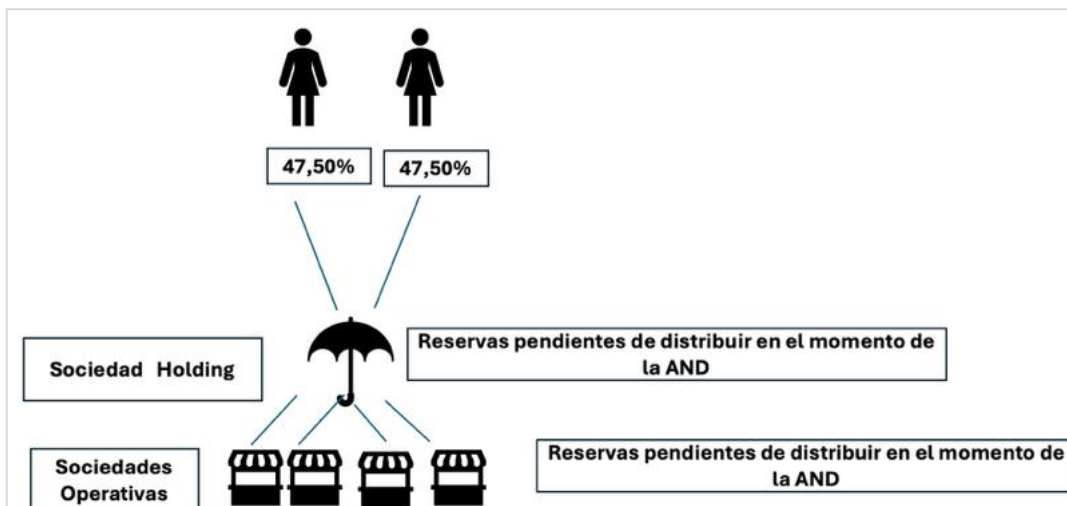 47,50%
47,50%
Reservas pendientes de distribuir en el momento de
la AND
Sociedad Holding
Reservas pendientes de distribuir en el momento de
la AND
Sociedades
Operativas